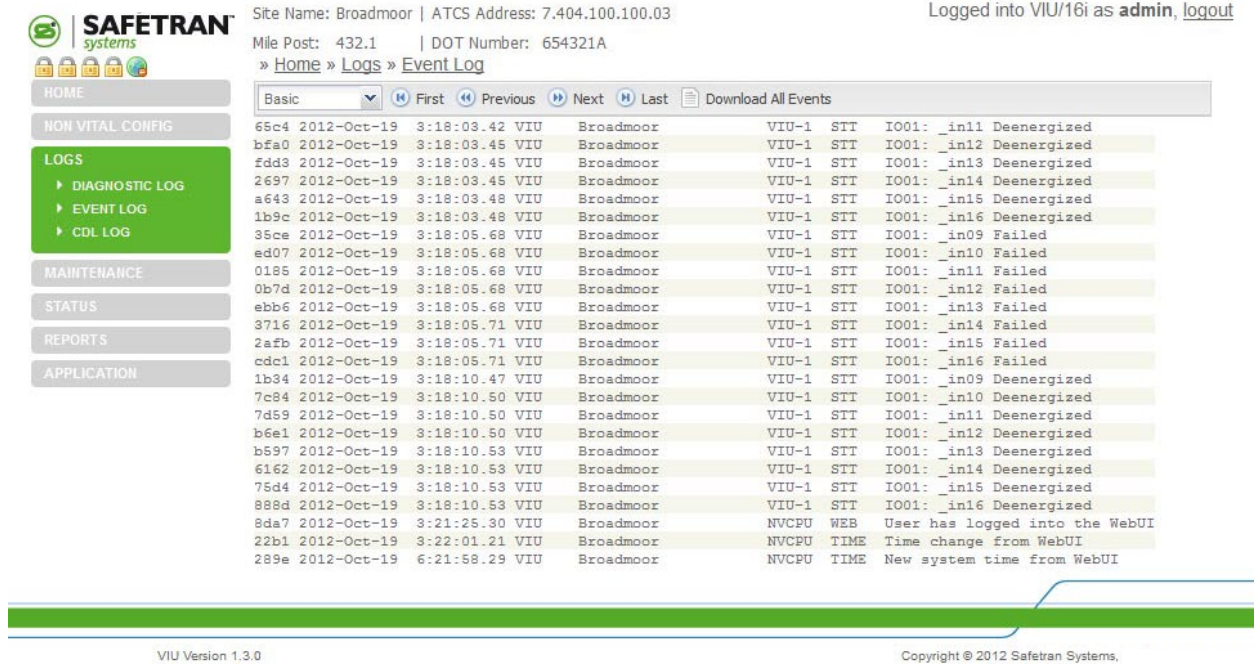 SAFETRAN™
systems
Site Name: Broadmoor | ATCS Address: 7.404.100.100.03
Mile Post: 432.1 | DOT Number: 654321A
Logged into VIU/16i as admin, logout
» Home » Logs » Event Log
HOME
NON VITAL CONFIG
LOGS
DIAGNOSTIC LOG
EVENT LOG
CDL LOG
MAINTENANCE
STATUS
REPORTS
APPLICATION
Basic First Previous Next Last Download All Events
65c4 2012-Oct-19 3:18:03.42 VIU Broadmoor VIU-1 STT IO01: _in11 Deenergized
bfa0 2012-Oct-19 3:18:03.45 VIU Broadmoor VIU-1 STT IO01: _in12 Deenergized
fdd3 2012-Oct-19 3:18:03.45 VIU Broadmoor VIU-1 STT IO01: _in13 Deenergized
2697 2012-Oct-19 3:18:03.45 VIU Broadmoor VIU-1 STT IO01: _in14 Deenergized
a643 2012-Oct-19 3:18:03.48 VIU Broadmoor VIU-1 STT IO01: _in15 Deenergized
1b9c 2012-Oct-19 3:18:03.48 VIU Broadmoor VIU-1 STT IO01: _in16 Deenergized
35ce 2012-Oct-19 3:18:05.68 VIU Broadmoor VIU-1 STT IO01: _in09 Failed
ed07 2012-Oct-19 3:18:05.68 VIU Broadmoor VIU-1 STT IO01: _in10 Failed
0185 2012-Oct-19 3:18:05.68 VIU Broadmoor VIU-1 STT IO01: _in11 Failed
0b7d 2012-Oct-19 3:18:05.68 VIU Broadmoor VIU-1 STT IO01: _in12 Failed
ebb6 2012-Oct-19 3:18:05.68 VIU Broadmoor VIU-1 STT IO01: _in13 Failed
3716 2012-Oct-19 3:18:05.71 VIU Broadmoor VIU-1 STT IO01: _in14 Failed
2afb 2012-Oct-19 3:18:05.71 VIU Broadmoor VIU-1 STT IO01: _in15 Failed
cdc1 2012-Oct-19 3:18:05.71 VIU Broadmoor VIU-1 STT IO01: _in16 Failed
1b34 2012-Oct-19 3:18:10.47 VIU Broadmoor VIU-1 STT IO01: _in09 Deenergized
7c84 2012-Oct-19 3:18:10.50 VIU Broadmoor VIU-1 STT IO01: _in10 Deenergized
7d59 2012-Oct-19 3:18:10.50 VIU Broadmoor VIU-1 STT IO01: _in11 Deenergized
b6e1 2012-Oct-19 3:18:10.50 VIU Broadmoor VIU-1 STT IO01: _in12 Deenergized
b597 2012-Oct-19 3:18:10.53 VIU Broadmoor VIU-1 STT IO01: _in13 Deenergized
6162 2012-Oct-19 3:18:10.53 VIU Broadmoor VIU-1 STT IO01: _in14 Deenergized
75d4 2012-Oct-19 3:18:10.53 VIU Broadmoor VIU-1 STT IO01: _in15 Deenergized
888d 2012-Oct-19 3:18:10.53 VIU Broadmoor VIU-1 STT IO01: _in16 Deenergized
8da7 2012-Oct-19 3:21:25.30 VIU Broadmoor NVCPU WEB User has logged into the WebUI
22b1 2012-Oct-19 3:22:01.21 VIU Broadmoor NVCPU TIME Time change from WebUI
289e 2012-Oct-19 6:21:58.29 VIU Broadmoor NVCPU TIME New system time from WebUI
VIU Version 1.3.0
Copyright © 2012 Safetran Systems,